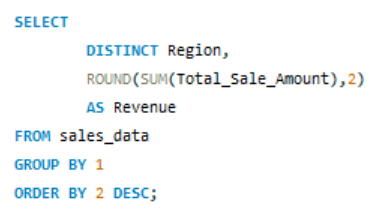 SELECT
DISTINCT Region,
ROUND(SUM(Total_Sale_Amount),2)
AS Revenue
FROM sales_data
GROUP BY 1
ORDER BY 2 DESC;